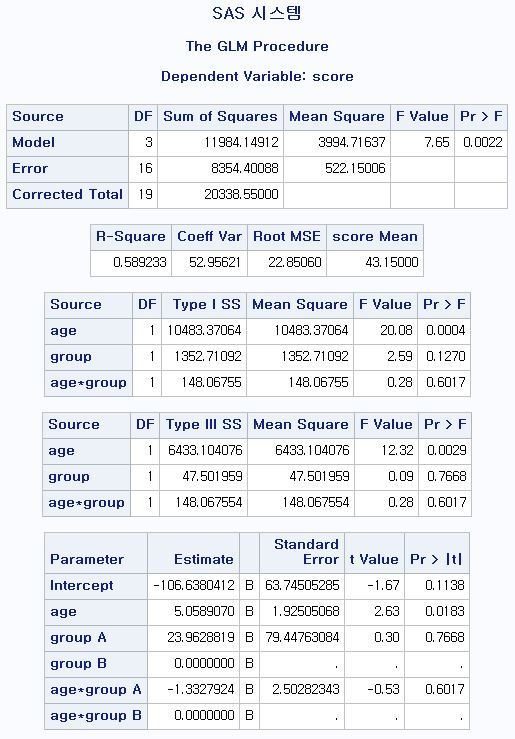 SAS 시스템
The GLM Procedure
Dependent Variable: score
Source DF Sum of Squares Mean Square F Value Pr > F
Model 3 11984.14912 3994.71637 7.65 0.0022
Error 16 8354.40088 522.15006
Corrected Total 19 20338.55000
R-Square Coeff Var Root MSE score Mean
0.589233 52.95621 22.85060 43.15000
Source DF Type I SS Mean Square F Value Pr > F
age 1 10483.37064 10483.37064 20.08 0.0004
group 1 1352.71092 1352.71092 2.59 0.1270
age*group 1 148.06755 148.06755 0.28 0.6017
Source DF Type III SS Mean Square F Value Pr > F
age 1 6433.104076 6433.104076 12.32 0.0029
group 1 47.501959 47.501959 0.09 0.7668
age*group 1 148.067554 148.067554 0.28 0.6017
Parameter Estimate Standard Error t Value Pr > |t|
Intercept -106.6380412 B 63.74505285 -1.67 0.1138
age 5.0589070 B 1.92505068 2.63 0.0183
group A 23.9628819 B 79.44763084 0.30 0.7668
group B 0.0000000 B . . .
age*group A -1.3327924 B 2.50282343 -0.53 0.6017
age*group B 0.0000000 B . . .